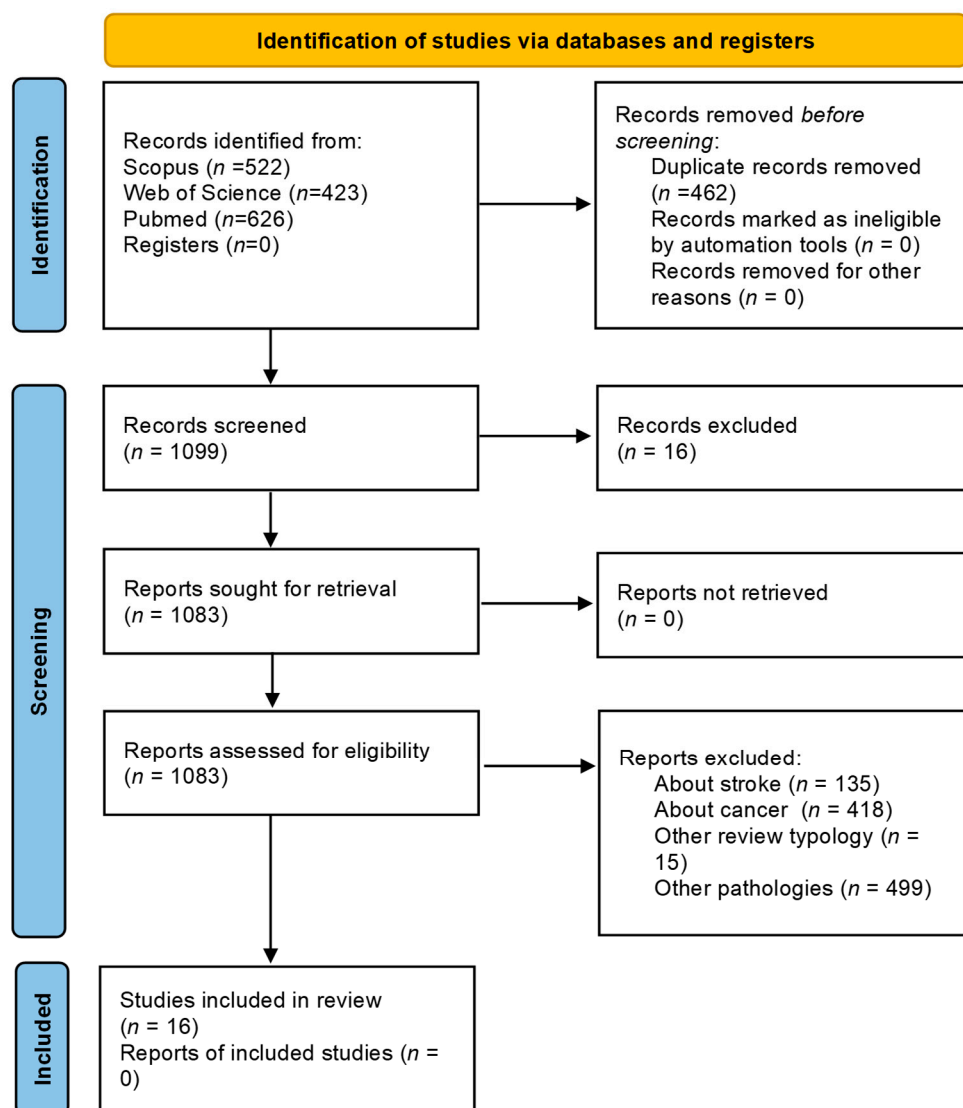 Identification of studies via databases and registers
Identification
Records identified from:
Scopus (n =522)
Web of Science (n=423)
Pubmed (n=626)
Registers (n=0)
Records removed before
screening:
Duplicate records removed
(n =462)
Records marked as ineligible
by automation tools (n = 0)
Records removed for other
reasons (n = 0)
Screening
Records screened
(n = 1099)
Records excluded
(n = 16)
Reports sought for retrieval
(n = 1083)
Reports not retrieved
(n = 0)
Reports assessed for eligibility
(n = 1083)
Reports excluded:
About stroke (n = 135)
About cancer (n = 418)
Other review typology (n =
15)
Other pathologies (n = 499)
Included
Studies included in review
(n = 16)
Reports of included studies (n =
0)